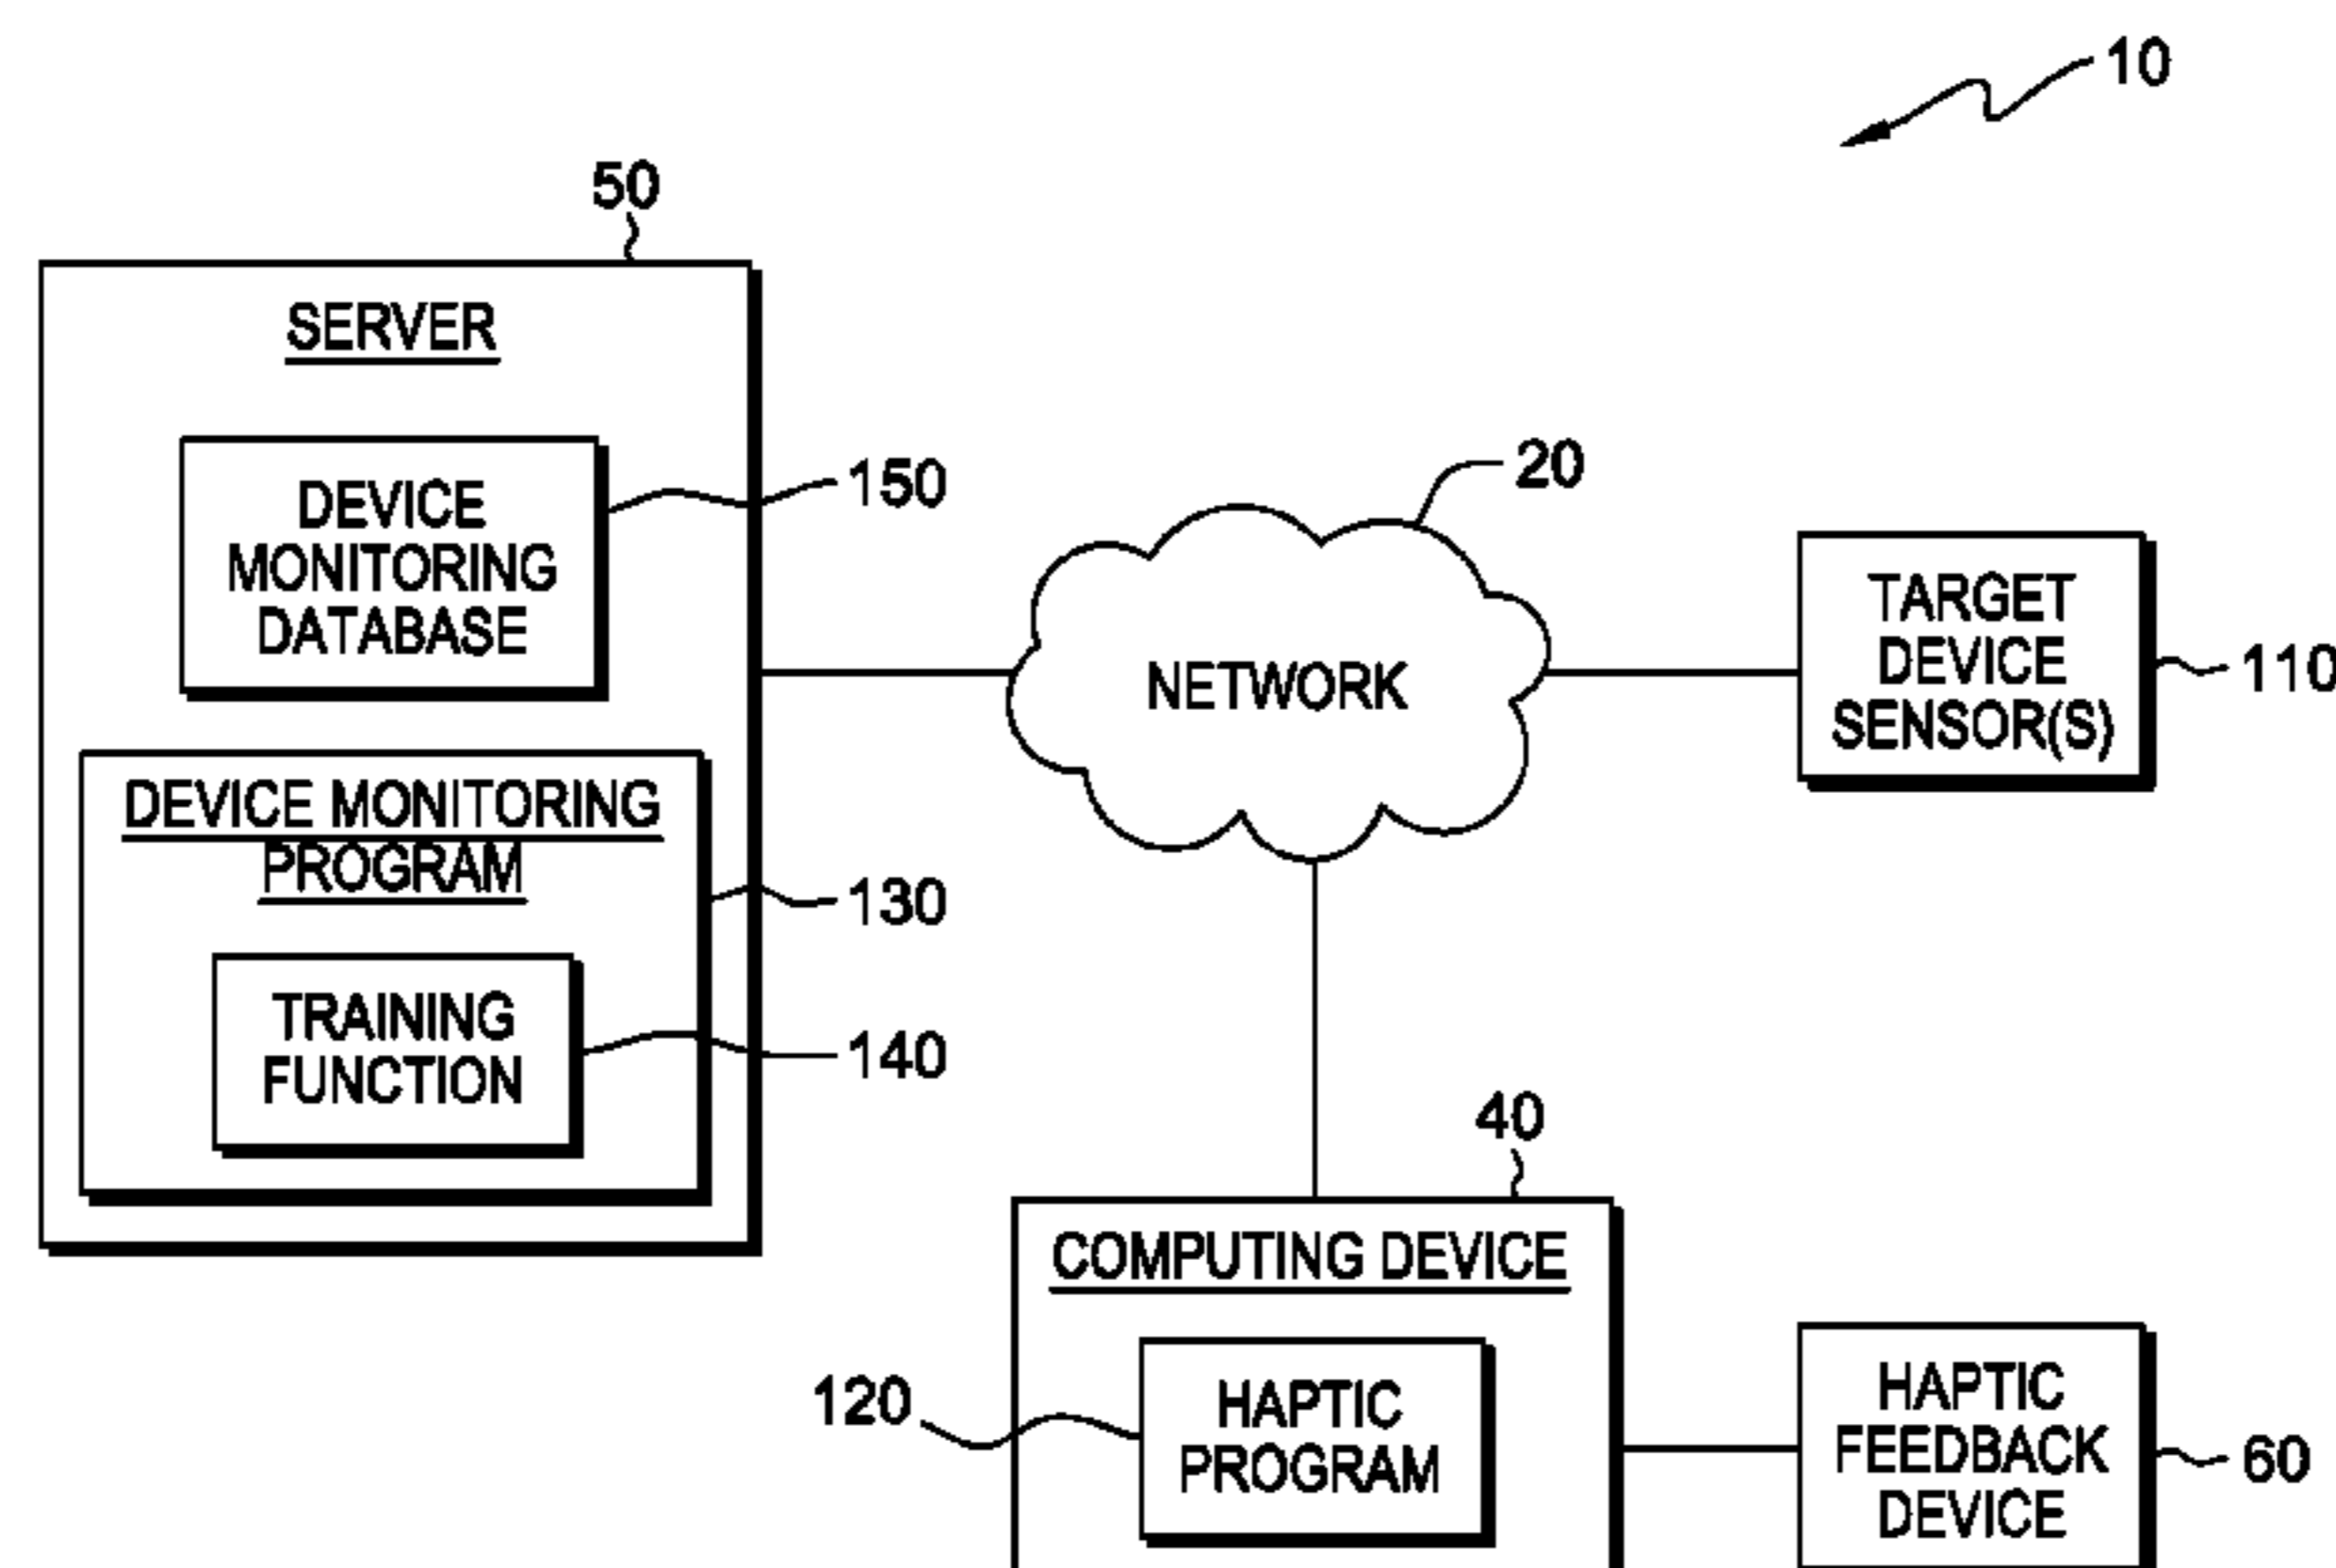 10
50
SERVER
DEVICE
MONITORING
DATABASE
150
20
NETWORK
TARGET
DEVICE
SENSOR(S)
110
DEVICE MONITORING
PROGRAM
130
TRAINING
FUNCTION
140
40
COMPUTING DEVICE
120
HAPTIC
PROGRAM
HAPTIC
FEEDBACK
DEVICE
60